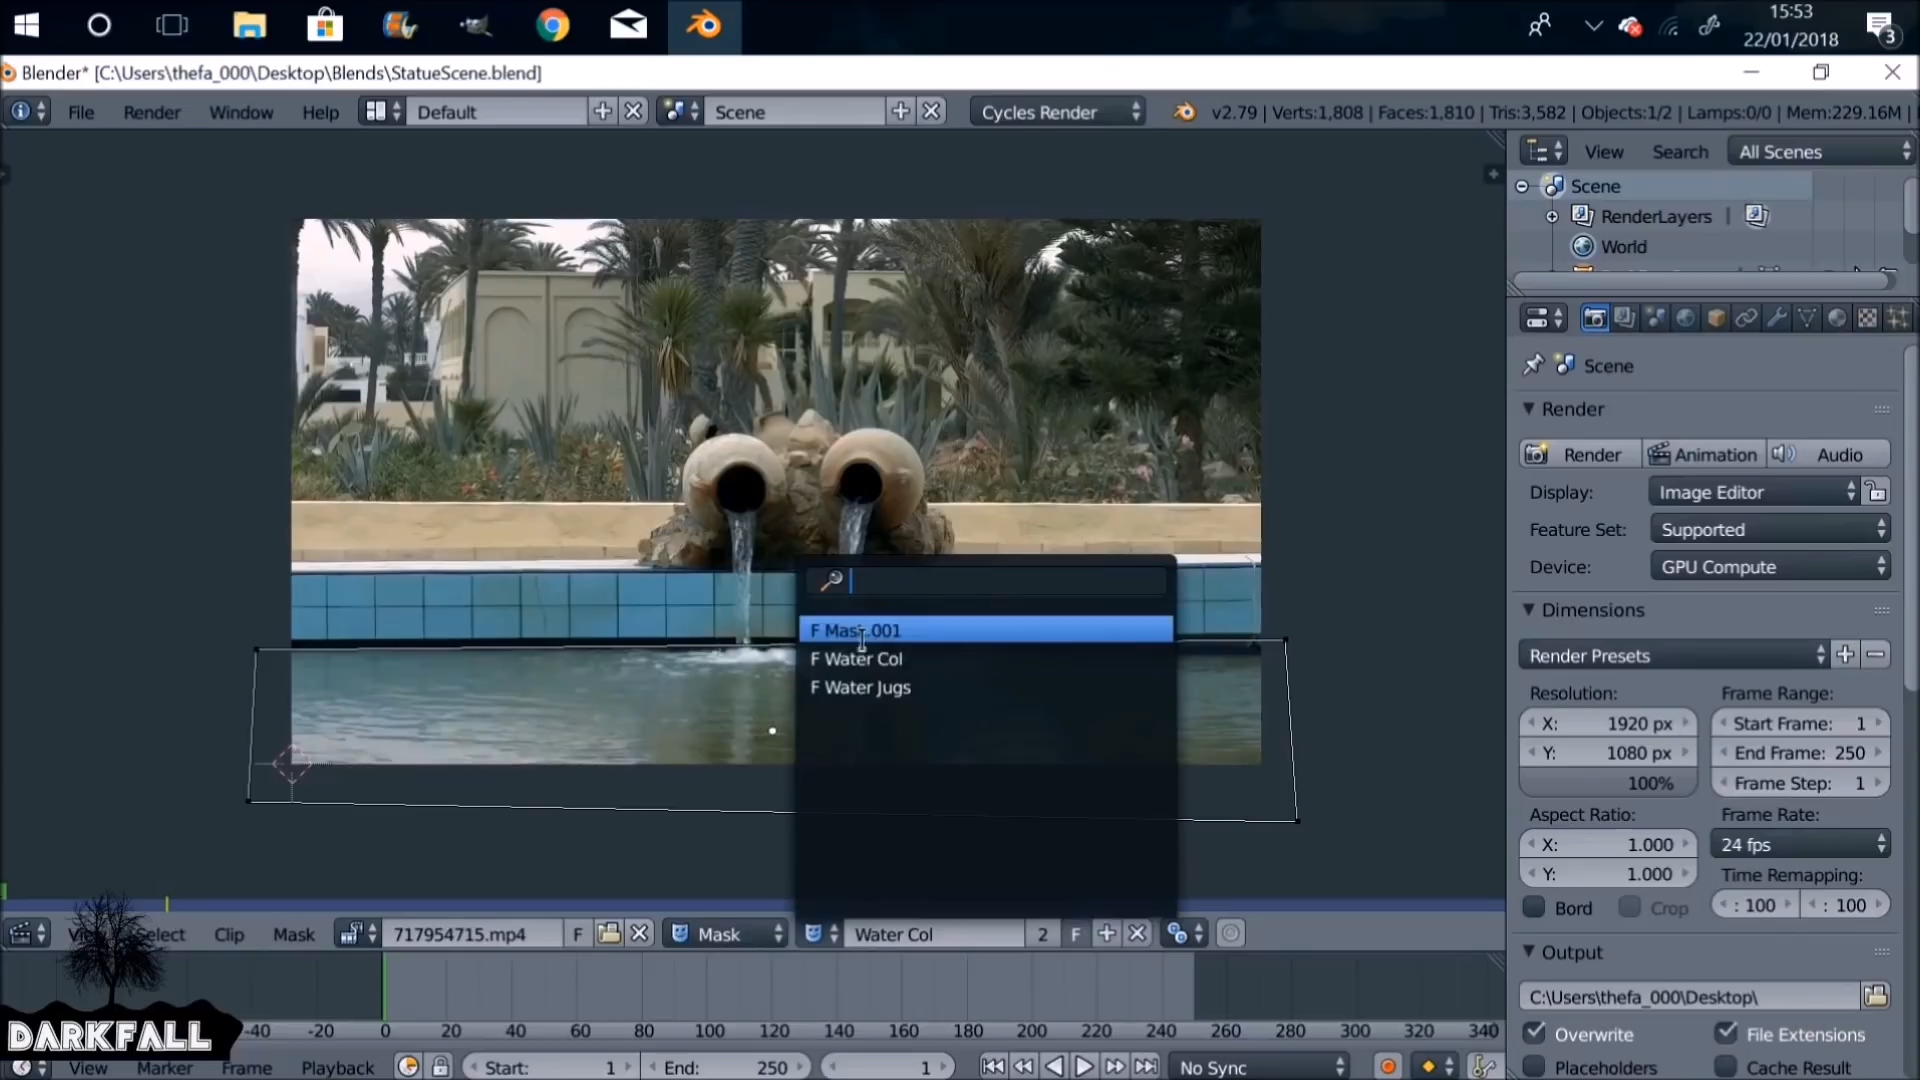 15:53
22/01/2018
3
Blender* [C:\Users\thefa_000\Desktop\Blends\StatueScene.blend]
File Render Window Help Default Scene Cycles Render v2.79 | Verts:1,808 | Faces:1,810 | Tris:3,582 | Objects:1/2 | Lamps:0/0 | Mem:229.16M |
View Search All Scenes
Scene
RenderLayers
World
Scene
Render
Render Animation Audio
Display: Image Editor
Feature Set: Supported
Device: GPU Compute
Dimensions
Render Presets
Resolution: Frame Range:
X: 1920 px Start Frame: 1
Y: 1080 px End Frame: 250
100% Frame Step: 1
Aspect Ratio: Frame Rate:
X: 1.000 24 fps
Y: 1.000 Time Remapping:
Bord Crop : 100 : 100
Output
C:\Users\thefa_000\Desktop\
Overwrite File Extensions
Placeholders Cache Result
F Mask.001
F Water Col
F Water Jugs
Select Clip Mask 717954715.mp4 F Mask Water Col 2 F
DARKFALL
-40 -20 0 20 40 60 80 100 120 140 160 180 200 220 240 260 280 300 320 340
View Marker Frame Playback Start: 1 End: 250 1 No Sync